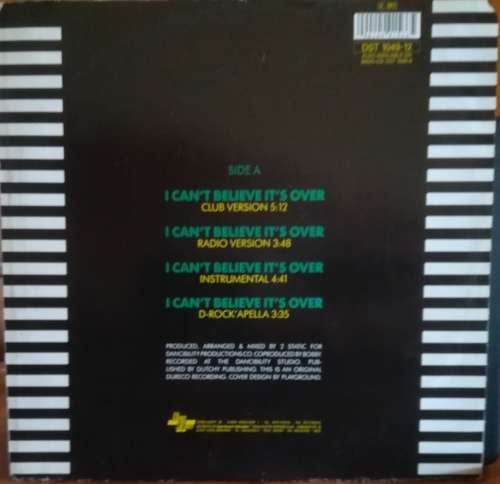 DST 1049-12
SIDE A
I CAN'T BELIEVE IT'S OVER
CLUB VERSION 5:12
I CAN'T BELIEVE IT'S OVER
RADIO VERSION 3:48
I CAN'T BELIEVE IT'S OVER
INSTRUMENTAL 4:41
I CAN'T BELIEVE IT'S OVER
D-ROCK'APELLA 3:35
PRODUCED, ARRANGED & MIXED BY 2 STATIC FOR
DANCIBILITY PRODUCTIONS CO. COPRODUCED BY BOBBY
RECORDED AT THE DANCIBILITY STUDIO. PUB-
LISHED BY DUTCHY PUBLISHING. THIS IS AN ORIGINAL
DURECO RECORDING. COVER DESIGN BY PLAYGROUND.